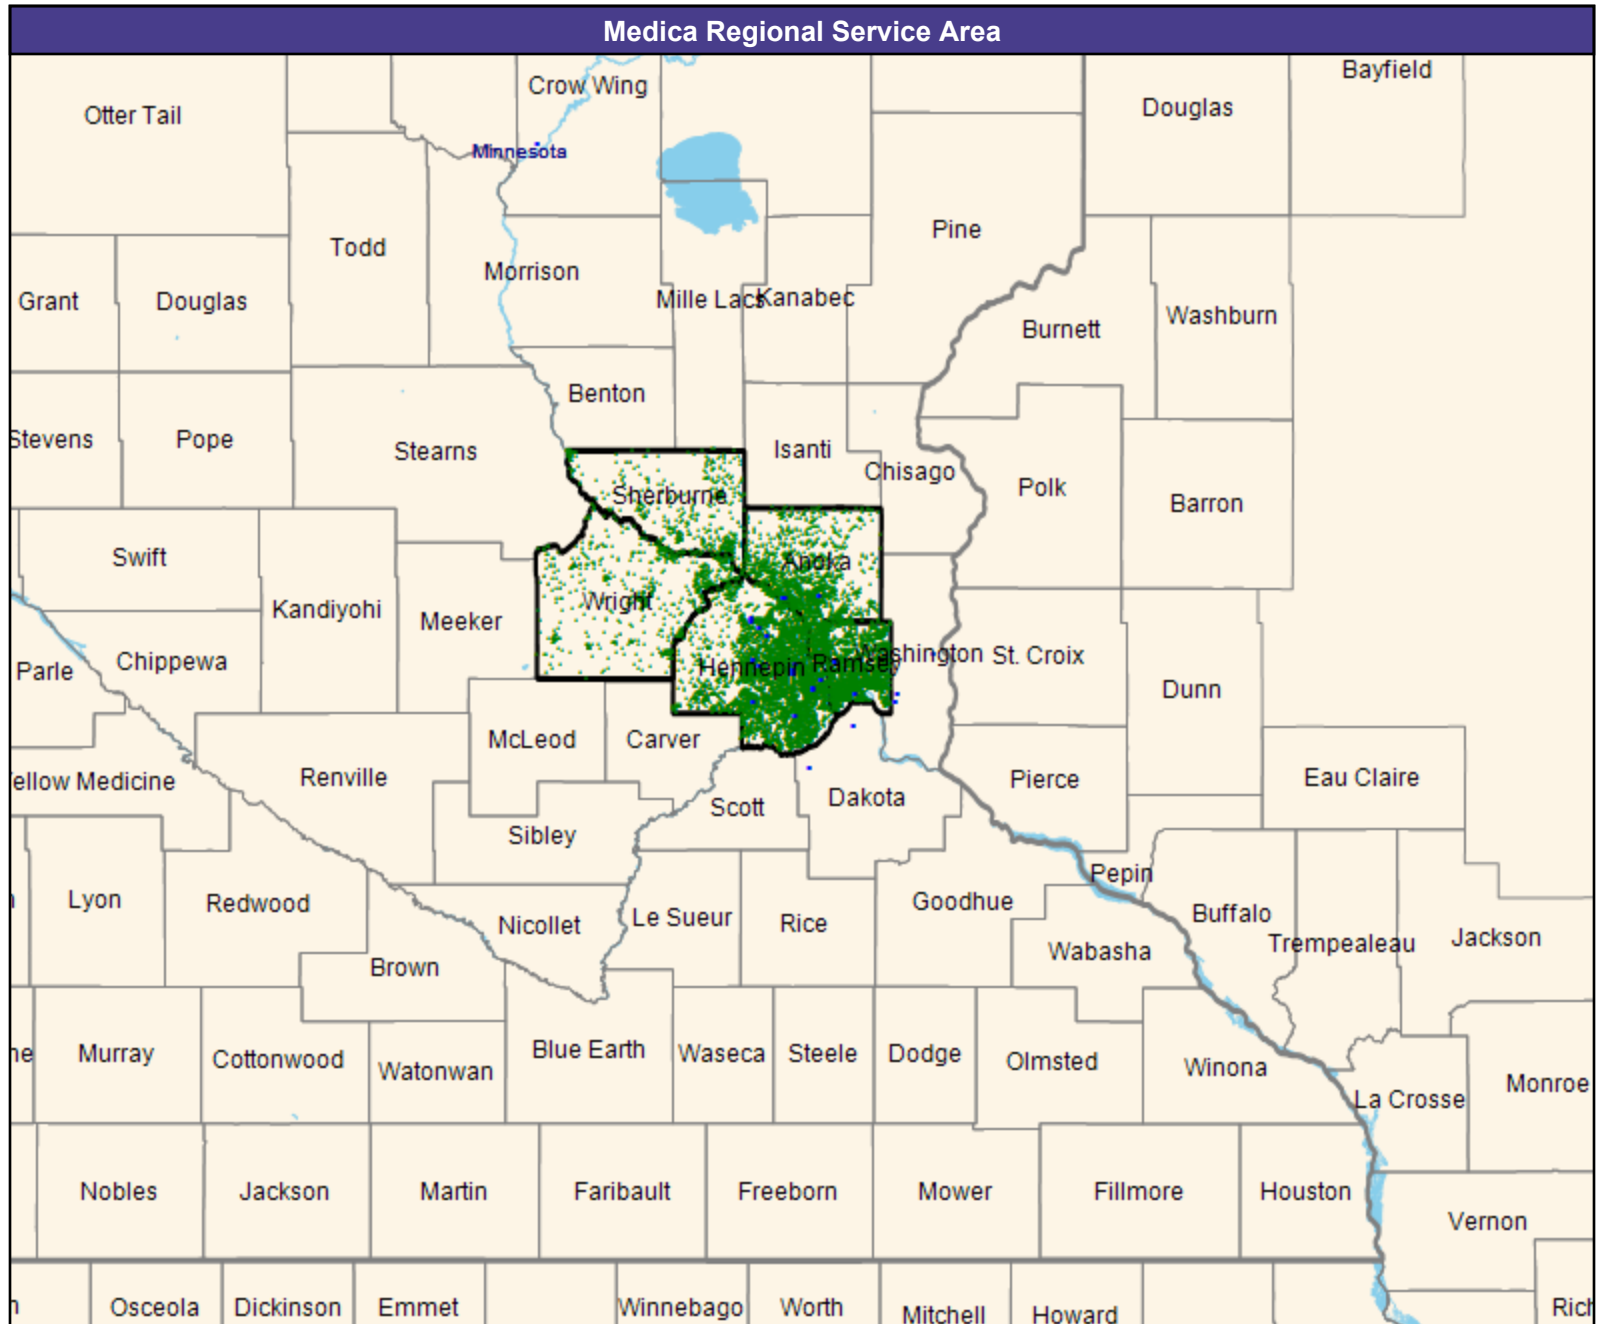 Medica Regional Service Area
Bayfield
Crow Wing
Douglas
Otter Tail
Minnesota
Pine
Todd
Morrison
Mille Lacs
Kanabec
Grant
Douglas
Washburn
Burnett
Benton
Stevens
Pope
Stearns
Isanti
Chisago
Polk
Barron
Sherburne
Swift
Anoka
Kandiyohi
Wright
Meeker
Parle
Chippewa
Hennepin
Ramsey
Washington
St. Croix
Dunn
McLeod
Carver
ellow Medicine
Renville
Pierce
Eau Claire
Scott
Dakota
Sibley
Pepin
Lyon
Redwood
Nicollet
Le Sueur
Rice
Goodhue
Buffalo
Trempealeau
Jackson
Brown
Wabasha
ne
Murray
Cottonwood
Watonwan
Blue Earth
Waseca
Steele
Dodge
Olmsted
Winona
La Crosse
Monroe
Nobles
Jackson
Martin
Faribault
Freeborn
Mower
Fillmore
Houston
Vernon
n
Osceola
Dickinson
Emmet
Winnebago
Worth
Mitchell
Howard
Rich